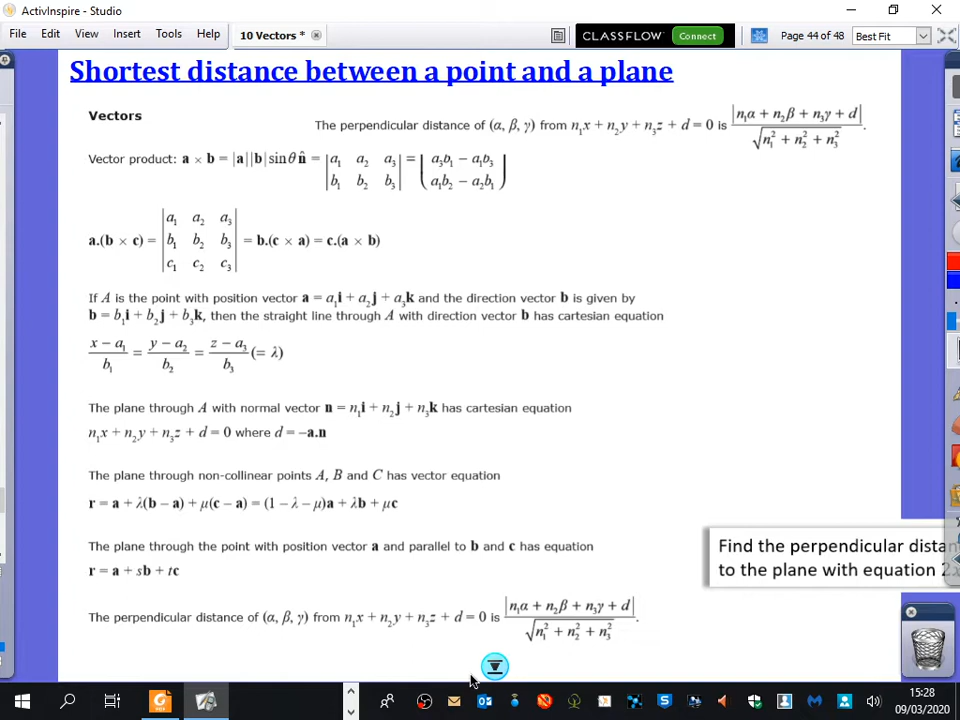 ActivInspire - Studio
File Edit View Insert Tools Help 10 Vectors * CLASSFLOW Connect Page 44 of 48 Best Fit
Shortest distance between a point and a plane
Vectors
The perpendicular distance of (α, β, γ) from n₁x + n₂y + n₃z + d = 0 is |n₁α + n₂β + n₃γ + d| / √(n₁² + n₂² + n₃²).
Vector product: a × b = |a||b| sinθ n̂ = |a₁ a₂ a₃ = a₃b₁ − a₁b₃
b₁ b₂ b₃| a₁b₂ − a₂b₁
a₁ a₂ a₃
a.(b × c) = |b₁ b₂ b₃| = b.(c × a) = c.(a × b)
c₁ c₂ c₃
If A is the point with position vector a = a₁i + a₂j + a₃k and the direction vector b is given by
b = b₁i + b₂j + b₃k, then the straight line through A with direction vector b has cartesian equation
(x − a₁)/b₁ = (y − a₂)/b₂ = (z − a₃)/b₃ (= λ)
The plane through A with normal vector n = n₁i + n₂j + n₃k has cartesian equation
n₁x + n₂y + n₃z + d = 0 where d = −a.n
The plane through non-collinear points A, B and C has vector equation
r = a + λ(b − a) + μ(c − a) = (1 − λ − μ)a + λb + μc
The plane through the point with position vector a and parallel to b and c has equation
r = a + sb + tc
Find the perpendicular dista
to the plane with equation 2x
The perpendicular distance of (α, β, γ) from n₁x + n₂y + n₃z + d = 0 is |n₁α + n₂β + n₃γ + d| / √(n₁² + n₂² + n₃²).
15:28
09/03/2020